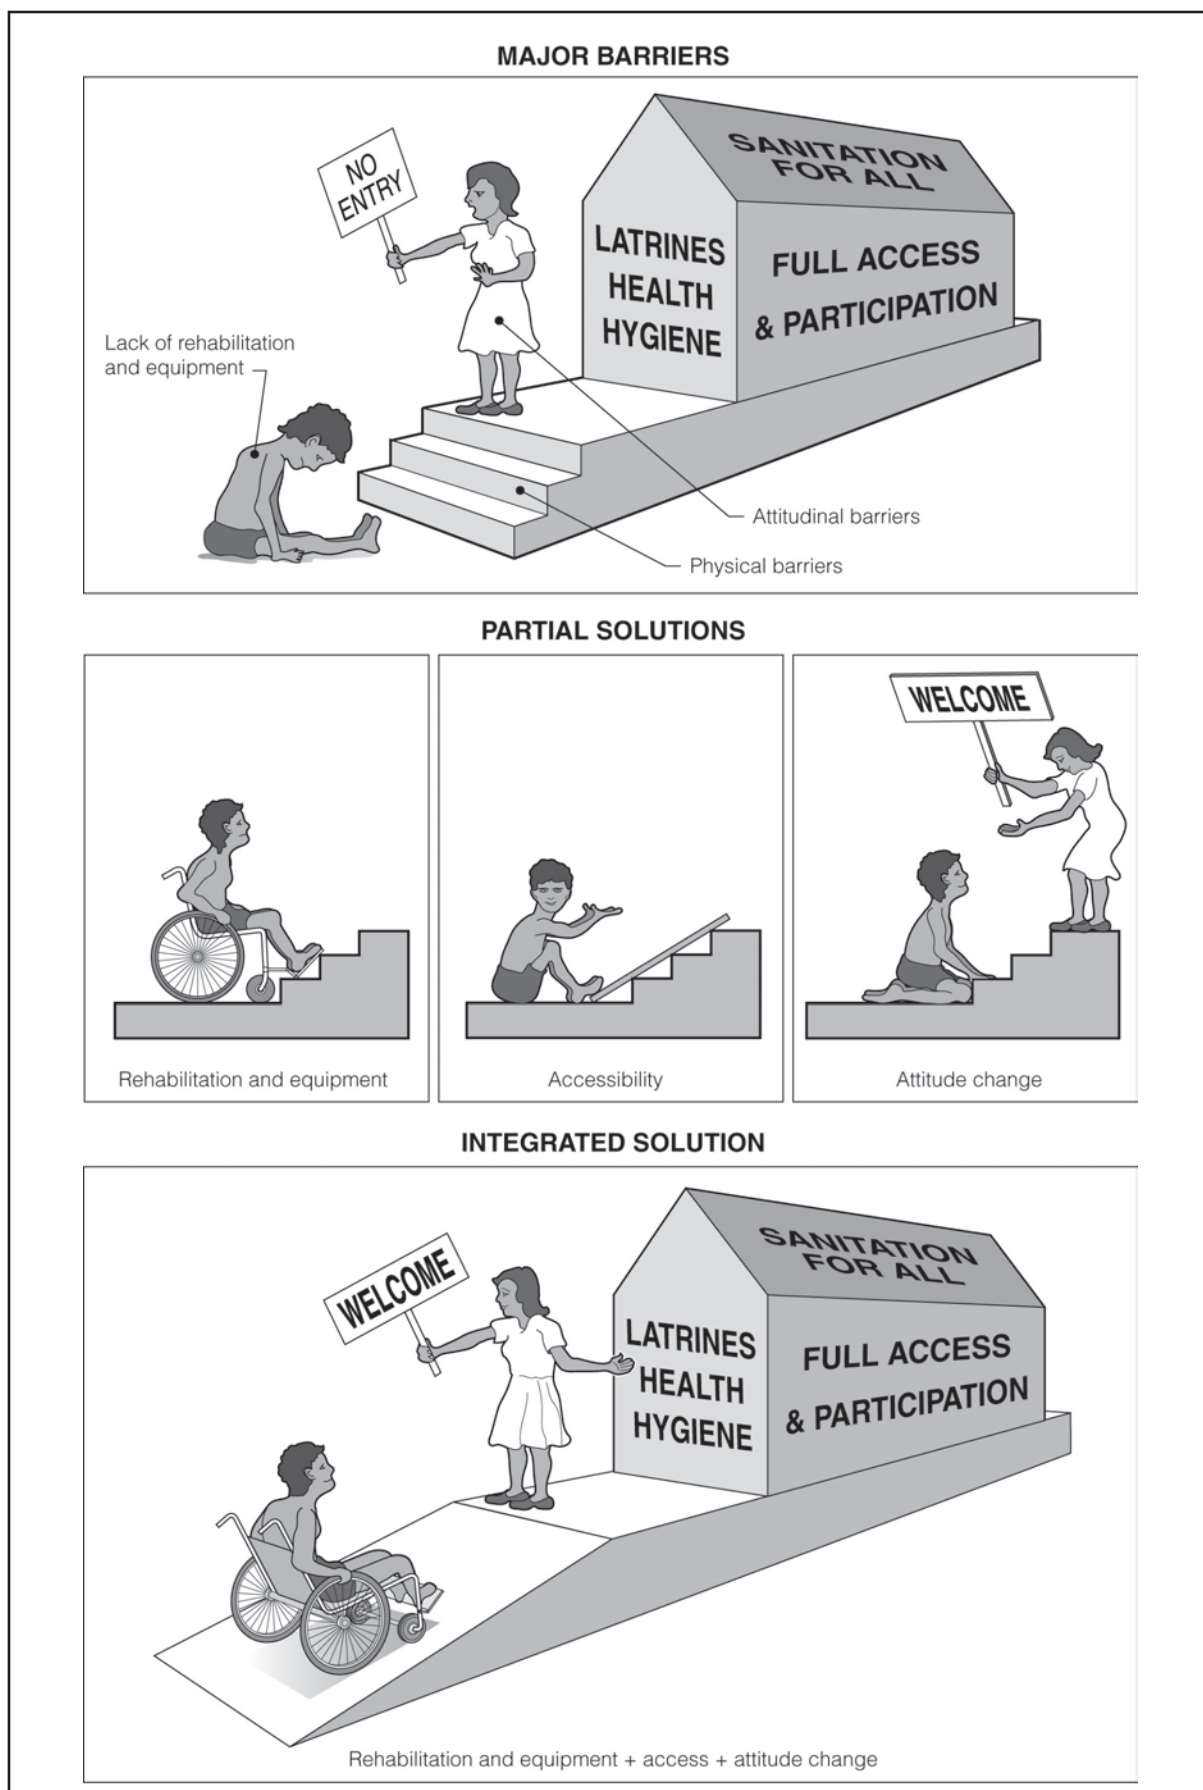 MAJOR BARRIERS
NO
ENTRY
SANITATION
FOR ALL
LATRINES
HEALTH
HYGIENE
FULL ACCESS
& PARTICIPATION
Lack of rehabilitation
and equipment
Attitudinal barriers
Physical barriers
PARTIAL SOLUTIONS
WELCOME
Rehabilitation and equipment
Accessibility
Attitude change
INTEGRATED SOLUTION
WELCOME
SANITATION
FOR ALL
LATRINES
HEALTH
HYGIENE
FULL ACCESS
& PARTICIPATION
Rehabilitation and equipment + access + attitude change